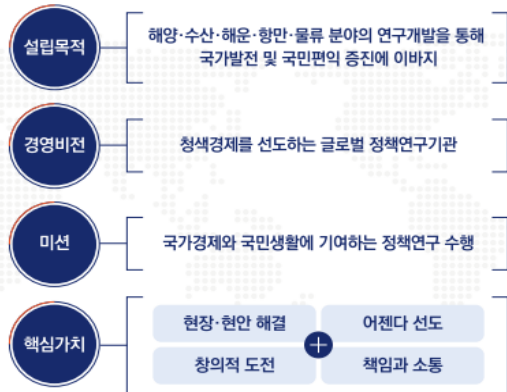 설립목적
해양·수산·해운·항만·물류 분야의 연구개발을 통해
국가발전 및 국민편익 증진에 이바지
경영비전
청색경제를 선도하는 글로벌 정책연구기관
미션
국가경제와 국민생활에 기여하는 정책연구 수행
핵심가치
현장·현안 해결
어젠다 선도
창의적 도전
책임과 소통